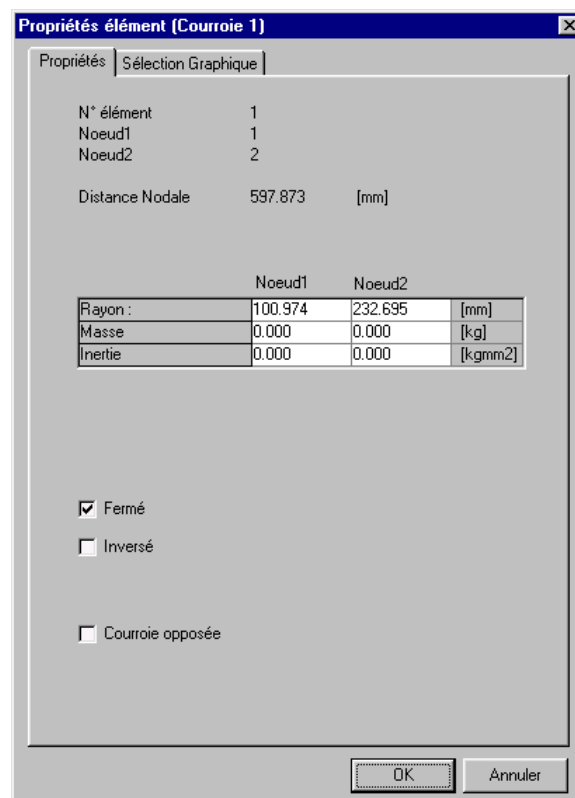 Propriétés élément (Courroie 1)
Propriétés Sélection Graphique
N° élément 1
Noeud1 1
Noeud2 2
Distance Nodale 597.873 [mm]
Noeud1 Noeud2
Rayon : 100.974 232.695 [mm]
Masse 0.000 0.000 [kg]
Inertie 0.000 0.000 [kgmm2]
Fermé
Inversé
Courroie opposée
OK Annuler